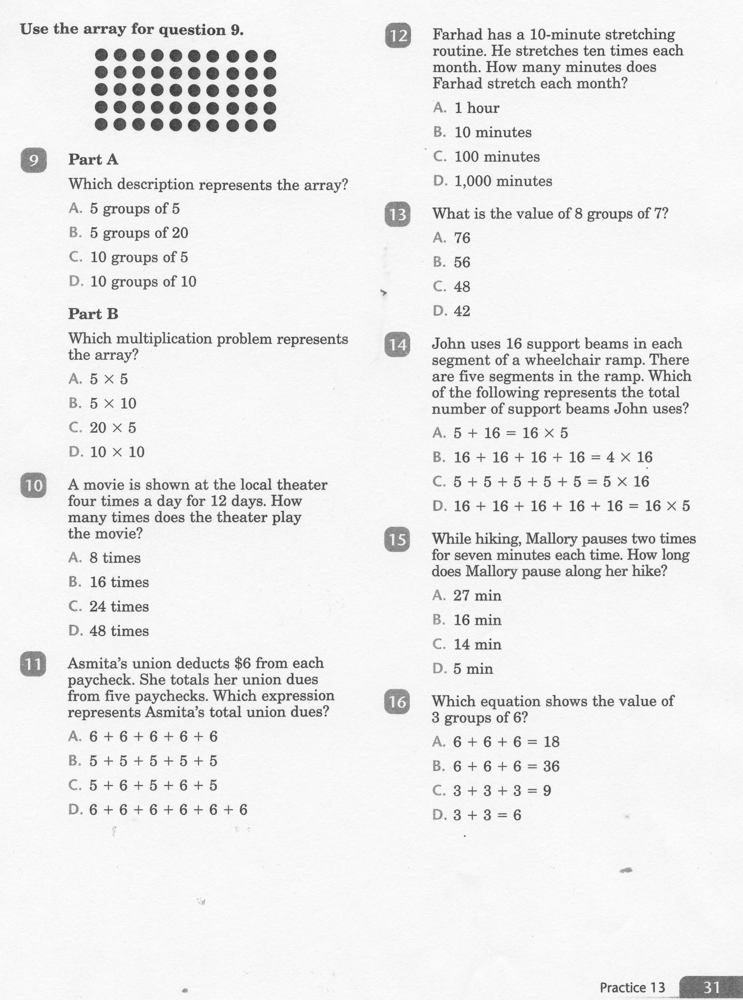 Use the array for question 9.
9 Part A
Which description represents the array?
A. 5 groups of 5
B. 5 groups of 20
C. 10 groups of 5
D. 10 groups of 10
Part B
Which multiplication problem represents
the array?
A. 5 × 5
B. 5 × 10
C. 20 × 5
D. 10 × 10
10 A movie is shown at the local theater
four times a day for 12 days. How
many times does the theater play
the movie?
A. 8 times
B. 16 times
C. 24 times
D. 48 times
11 Asmita's union deducts $6 from each
paycheck. She totals her union dues
from five paychecks. Which expression
represents Asmita's total union dues?
A. 6 + 6 + 6 + 6 + 6
B. 5 + 5 + 5 + 5 + 5
C. 5 + 6 + 5 + 6 + 5
D. 6 + 6 + 6 + 6 + 6 + 6
12 Farhad has a 10-minute stretching
routine. He stretches ten times each
month. How many minutes does
Farhad stretch each month?
A. 1 hour
B. 10 minutes
C. 100 minutes
D. 1,000 minutes
13 What is the value of 8 groups of 7?
A. 76
B. 56
C. 48
D. 42
14 John uses 16 support beams in each
segment of a wheelchair ramp. There
are five segments in the ramp. Which
of the following represents the total
number of support beams John uses?
A. 5 + 16 = 16 × 5
B. 16 + 16 + 16 + 16 = 4 × 16
C. 5 + 5 + 5 + 5 + 5 = 5 × 16
D. 16 + 16 + 16 + 16 + 16 = 16 × 5
15 While hiking, Mallory pauses two times
for seven minutes each time. How long
does Mallory pause along her hike?
A. 27 min
B. 16 min
C. 14 min
D. 5 min
16 Which equation shows the value of
3 groups of 6?
A. 6 + 6 + 6 = 18
B. 6 + 6 + 6 = 36
C. 3 + 3 + 3 = 9
D. 3 + 3 = 6
Practice 13 31